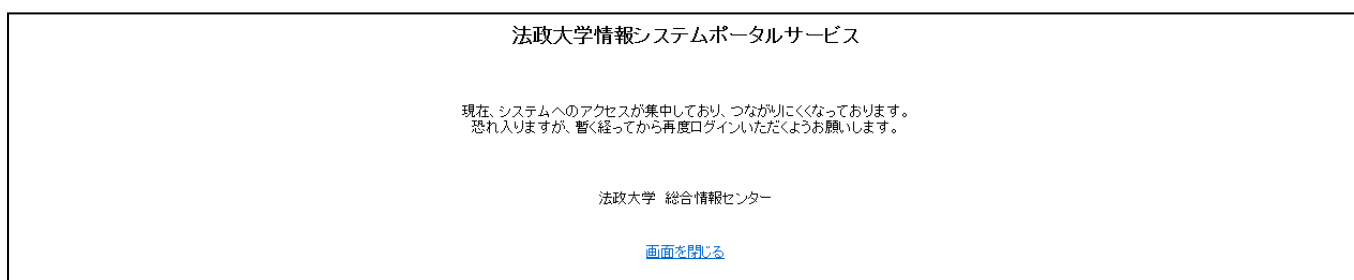 法政大学情報システムポータルサービス
現在、システムへのアクセスが集中しており、つながりにくくなっております。
恐れ入りますが、暫く経ってから再度ログインいただくようお願いします。
法政大学 総合情報センター
画面を閉じる